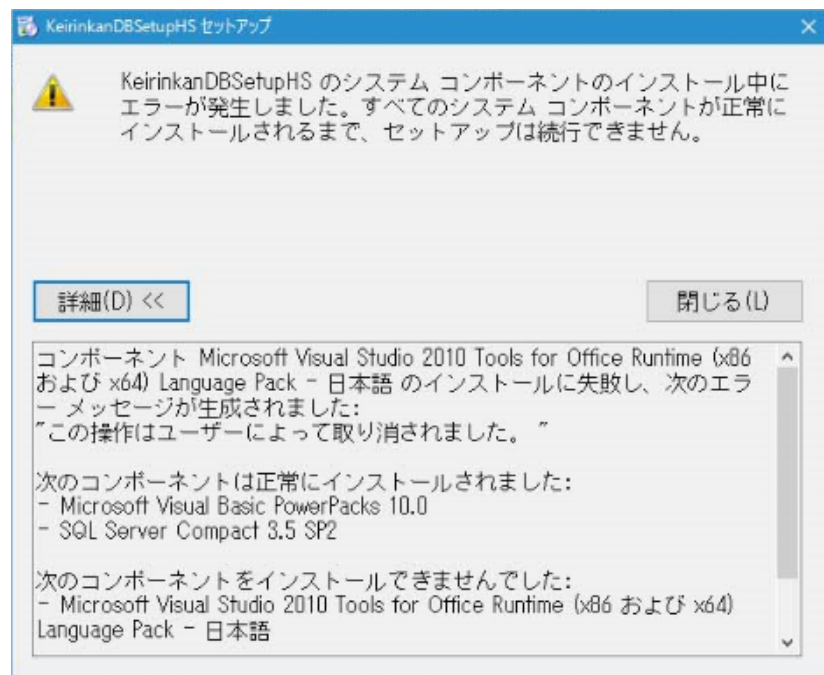 KeirinkanDBSetupHS セットアップ
KeirinkanDBSetupHS のシステム コンポーネントのインストール中に
エラーが発生しました。すべてのシステム コンポーネントが正常に
インストールされるまで、セットアップは続行できません。
詳細(D) <<
閉じる(L)
コンポーネント Microsoft Visual Studio 2010 Tools for Office Runtime (x86
および x64) Language Pack - 日本語 のインストールに失敗し、次のエラ
ー メッセージが生成されました:
"この操作はユーザーによって取り消されました。 "
次のコンポーネントは正常にインストールされました:
- Microsoft Visual Basic PowerPacks 10.0
- SQL Server Compact 3.5 SP2
次のコンポーネントをインストールできませんでした:
- Microsoft Visual Studio 2010 Tools for Office Runtime (x86 および x64)
Language Pack - 日本語